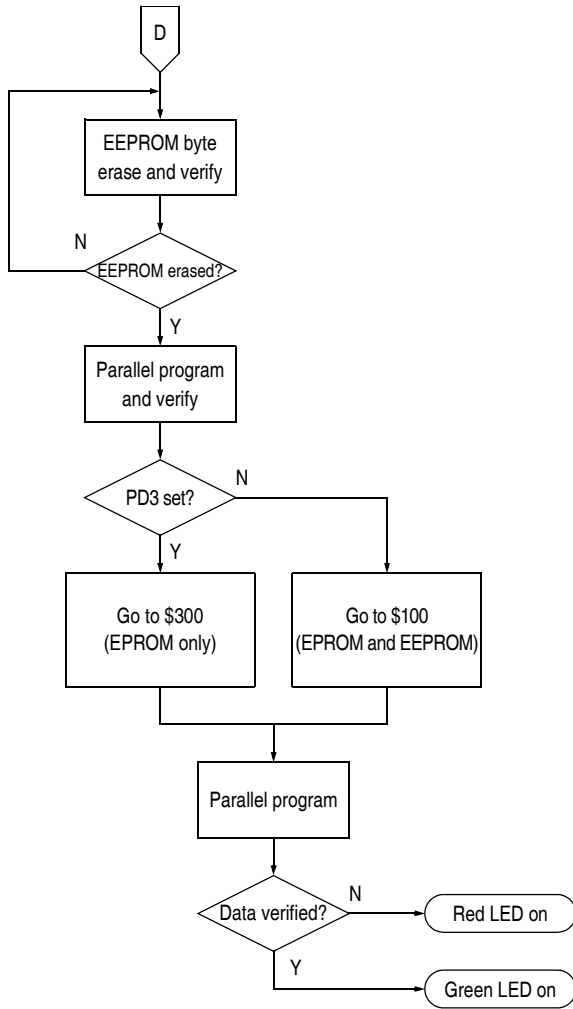 D
EEPROM byte
erase and verify
N
EEPROM erased?
Y
Parallel program
and verify
N
PD3 set?
Y
Go to $300
(EPROM only)
Go to $100
(EPROM and EEPROM)
Parallel program
N
Data verified?
Red LED on
Y
Green LED on